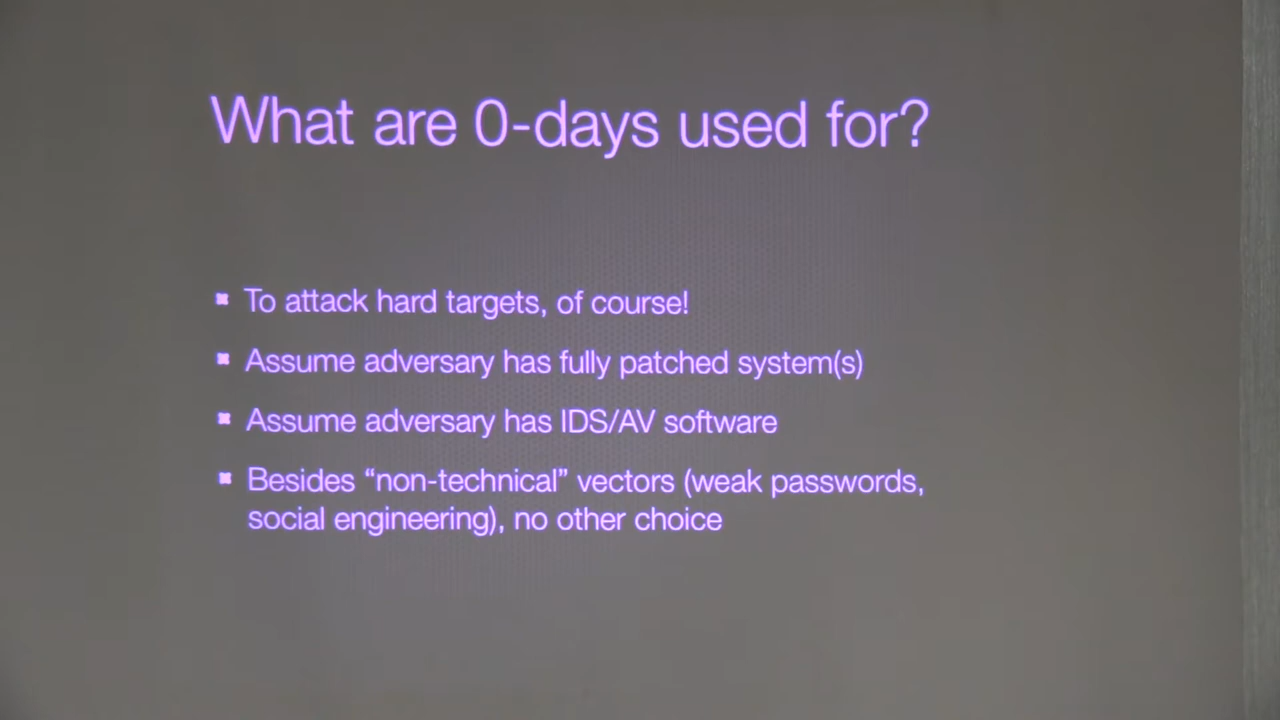 What are 0-days used for?
To attack hard targets, of course!
Assume adversary has fully patched system(s)
Assume adversary has IDS/AV software
Besides “non-technical” vectors (weak passwords,
social engineering), no other choice